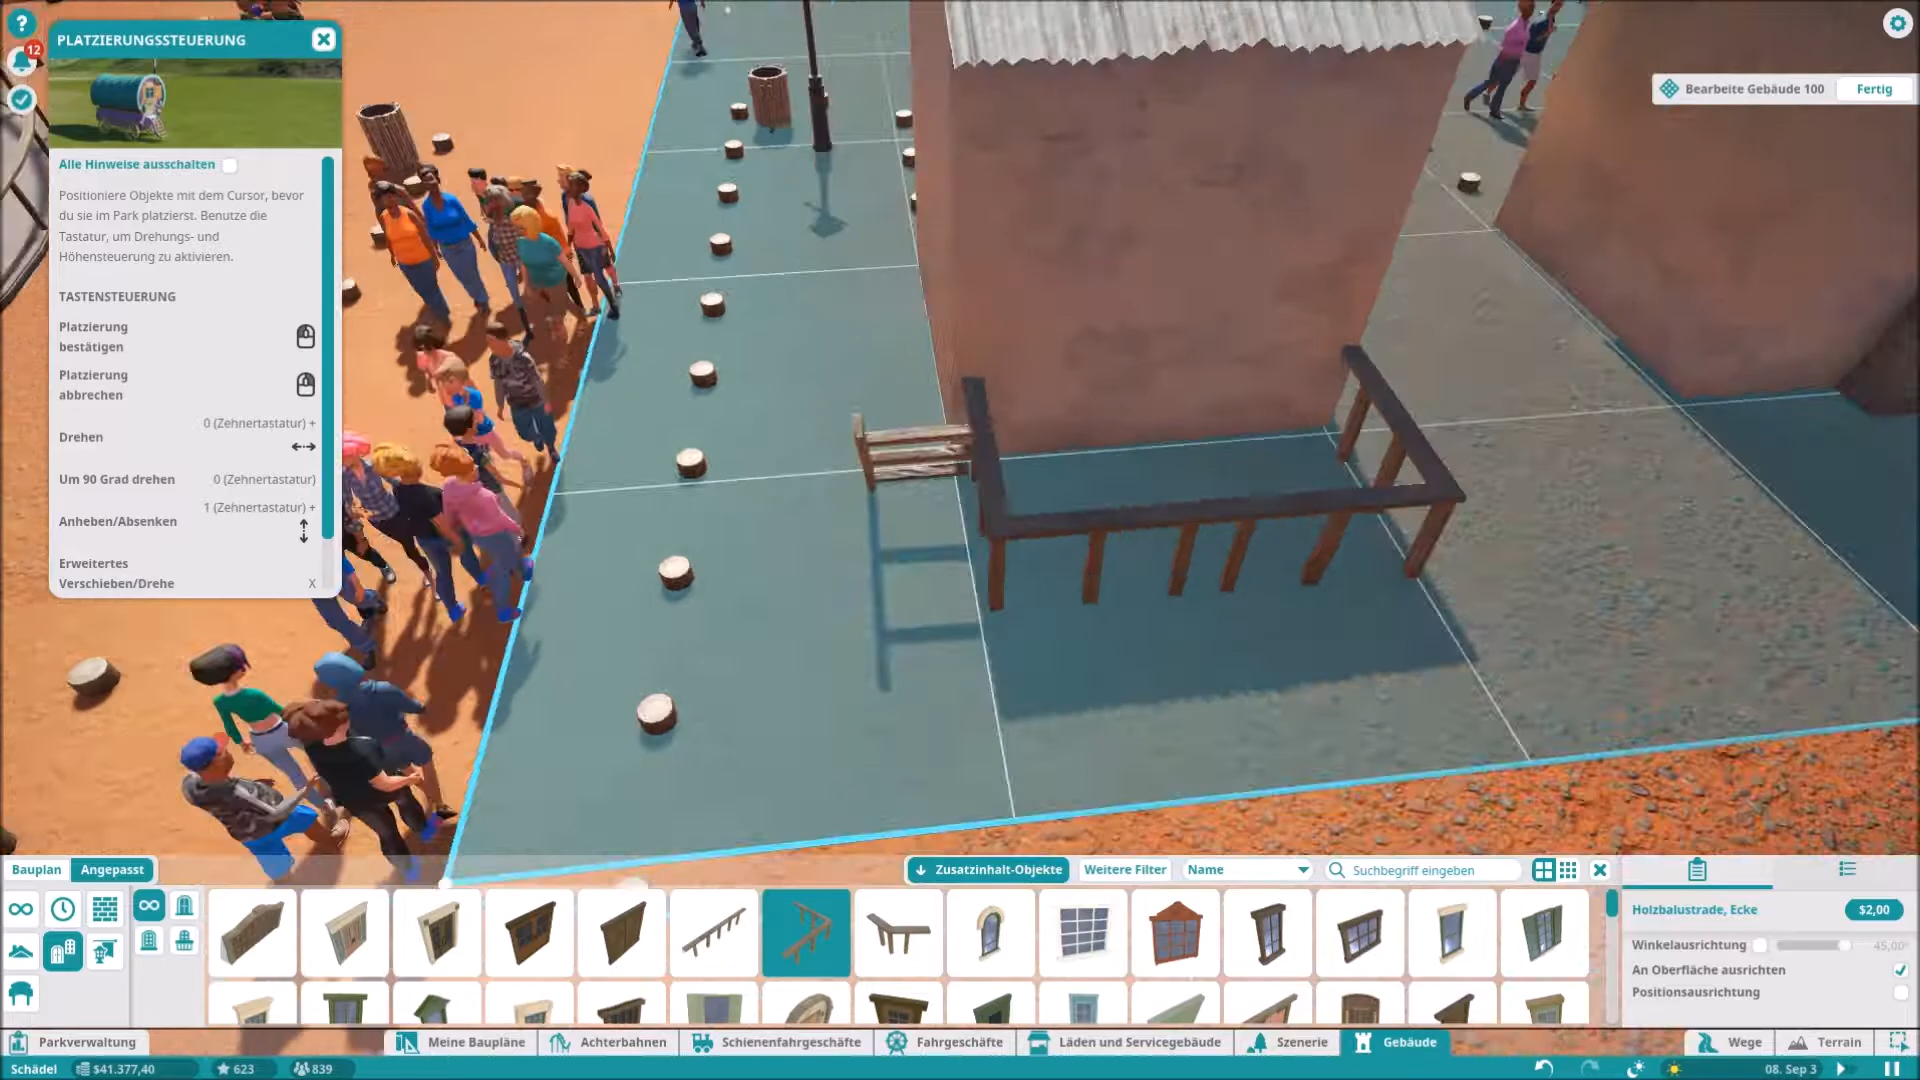 ?
12
PLATZIERUNGSSTEUERUNG
Alle Hinweise ausschalten
Positioniere Objekte mit dem Cursor, bevor
du sie im Park platzierst. Benutze die
Tastatur, um Drehungs- und
Höhensteuerung zu aktivieren.
TASTENSTEUERUNG
Platzierung
bestätigen
Platzierung
abbrechen
Drehen
0 (Zehnertastatur) +
Um 90 Grad drehen
0 (Zehnertastatur)
Anheben/Absenken
1 (Zehnertastatur) +
Erweitertes
Verschieben/Drehe
X
Bearbeite Gebäude 100
Fertig
Bauplan
Angepasst
Zusatzinhalt-Objekte
Weitere Filter
Name
Suchbegriff eingeben
Holzbalustrade, Ecke
$2,00
Winkelausrichtung
45,00°
An Oberfläche ausrichten
Positionsausrichtung
Parkverwaltung
Meine Baupläne
Achterbahnen
Schienenfahrgeschäfte
Fahrgeschäfte
Läden und Servicegebäude
Szenerie
Gebäude
Wege
Terrain
Schädel
$41.377,40
623
839
08. Sep 3